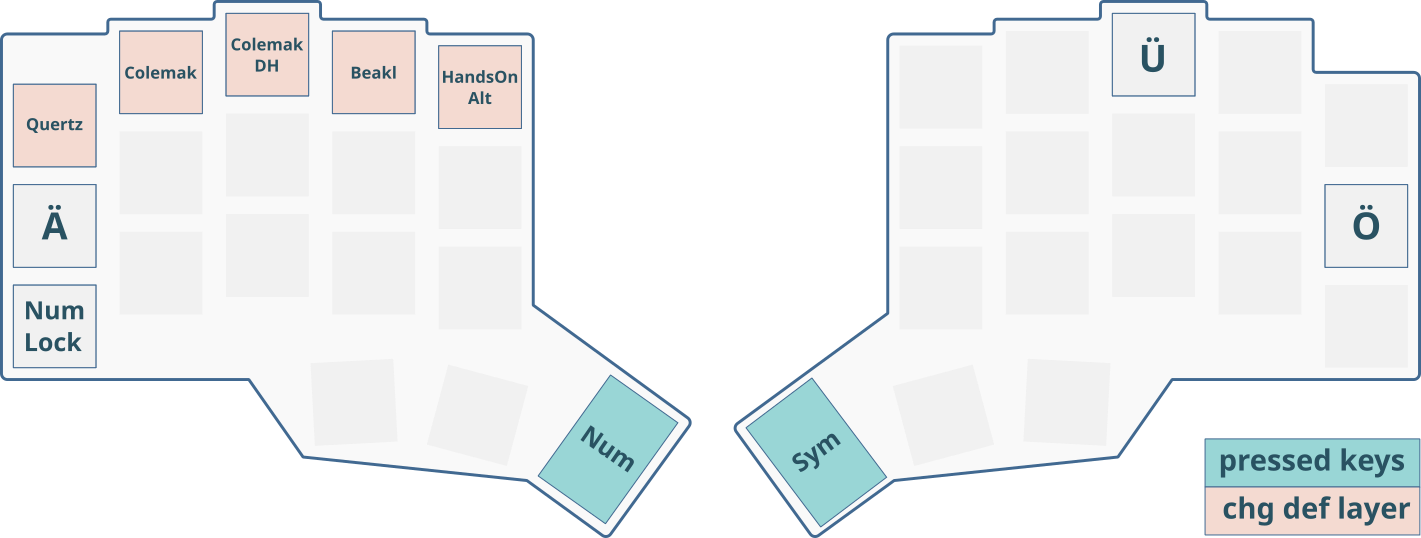 Colemak
Colemak
DH
Beakl
HandsOn
Alt
Ü
Quertz
Ä
Ö
Num
Lock
Num
Sym
pressed keys
chg def layer